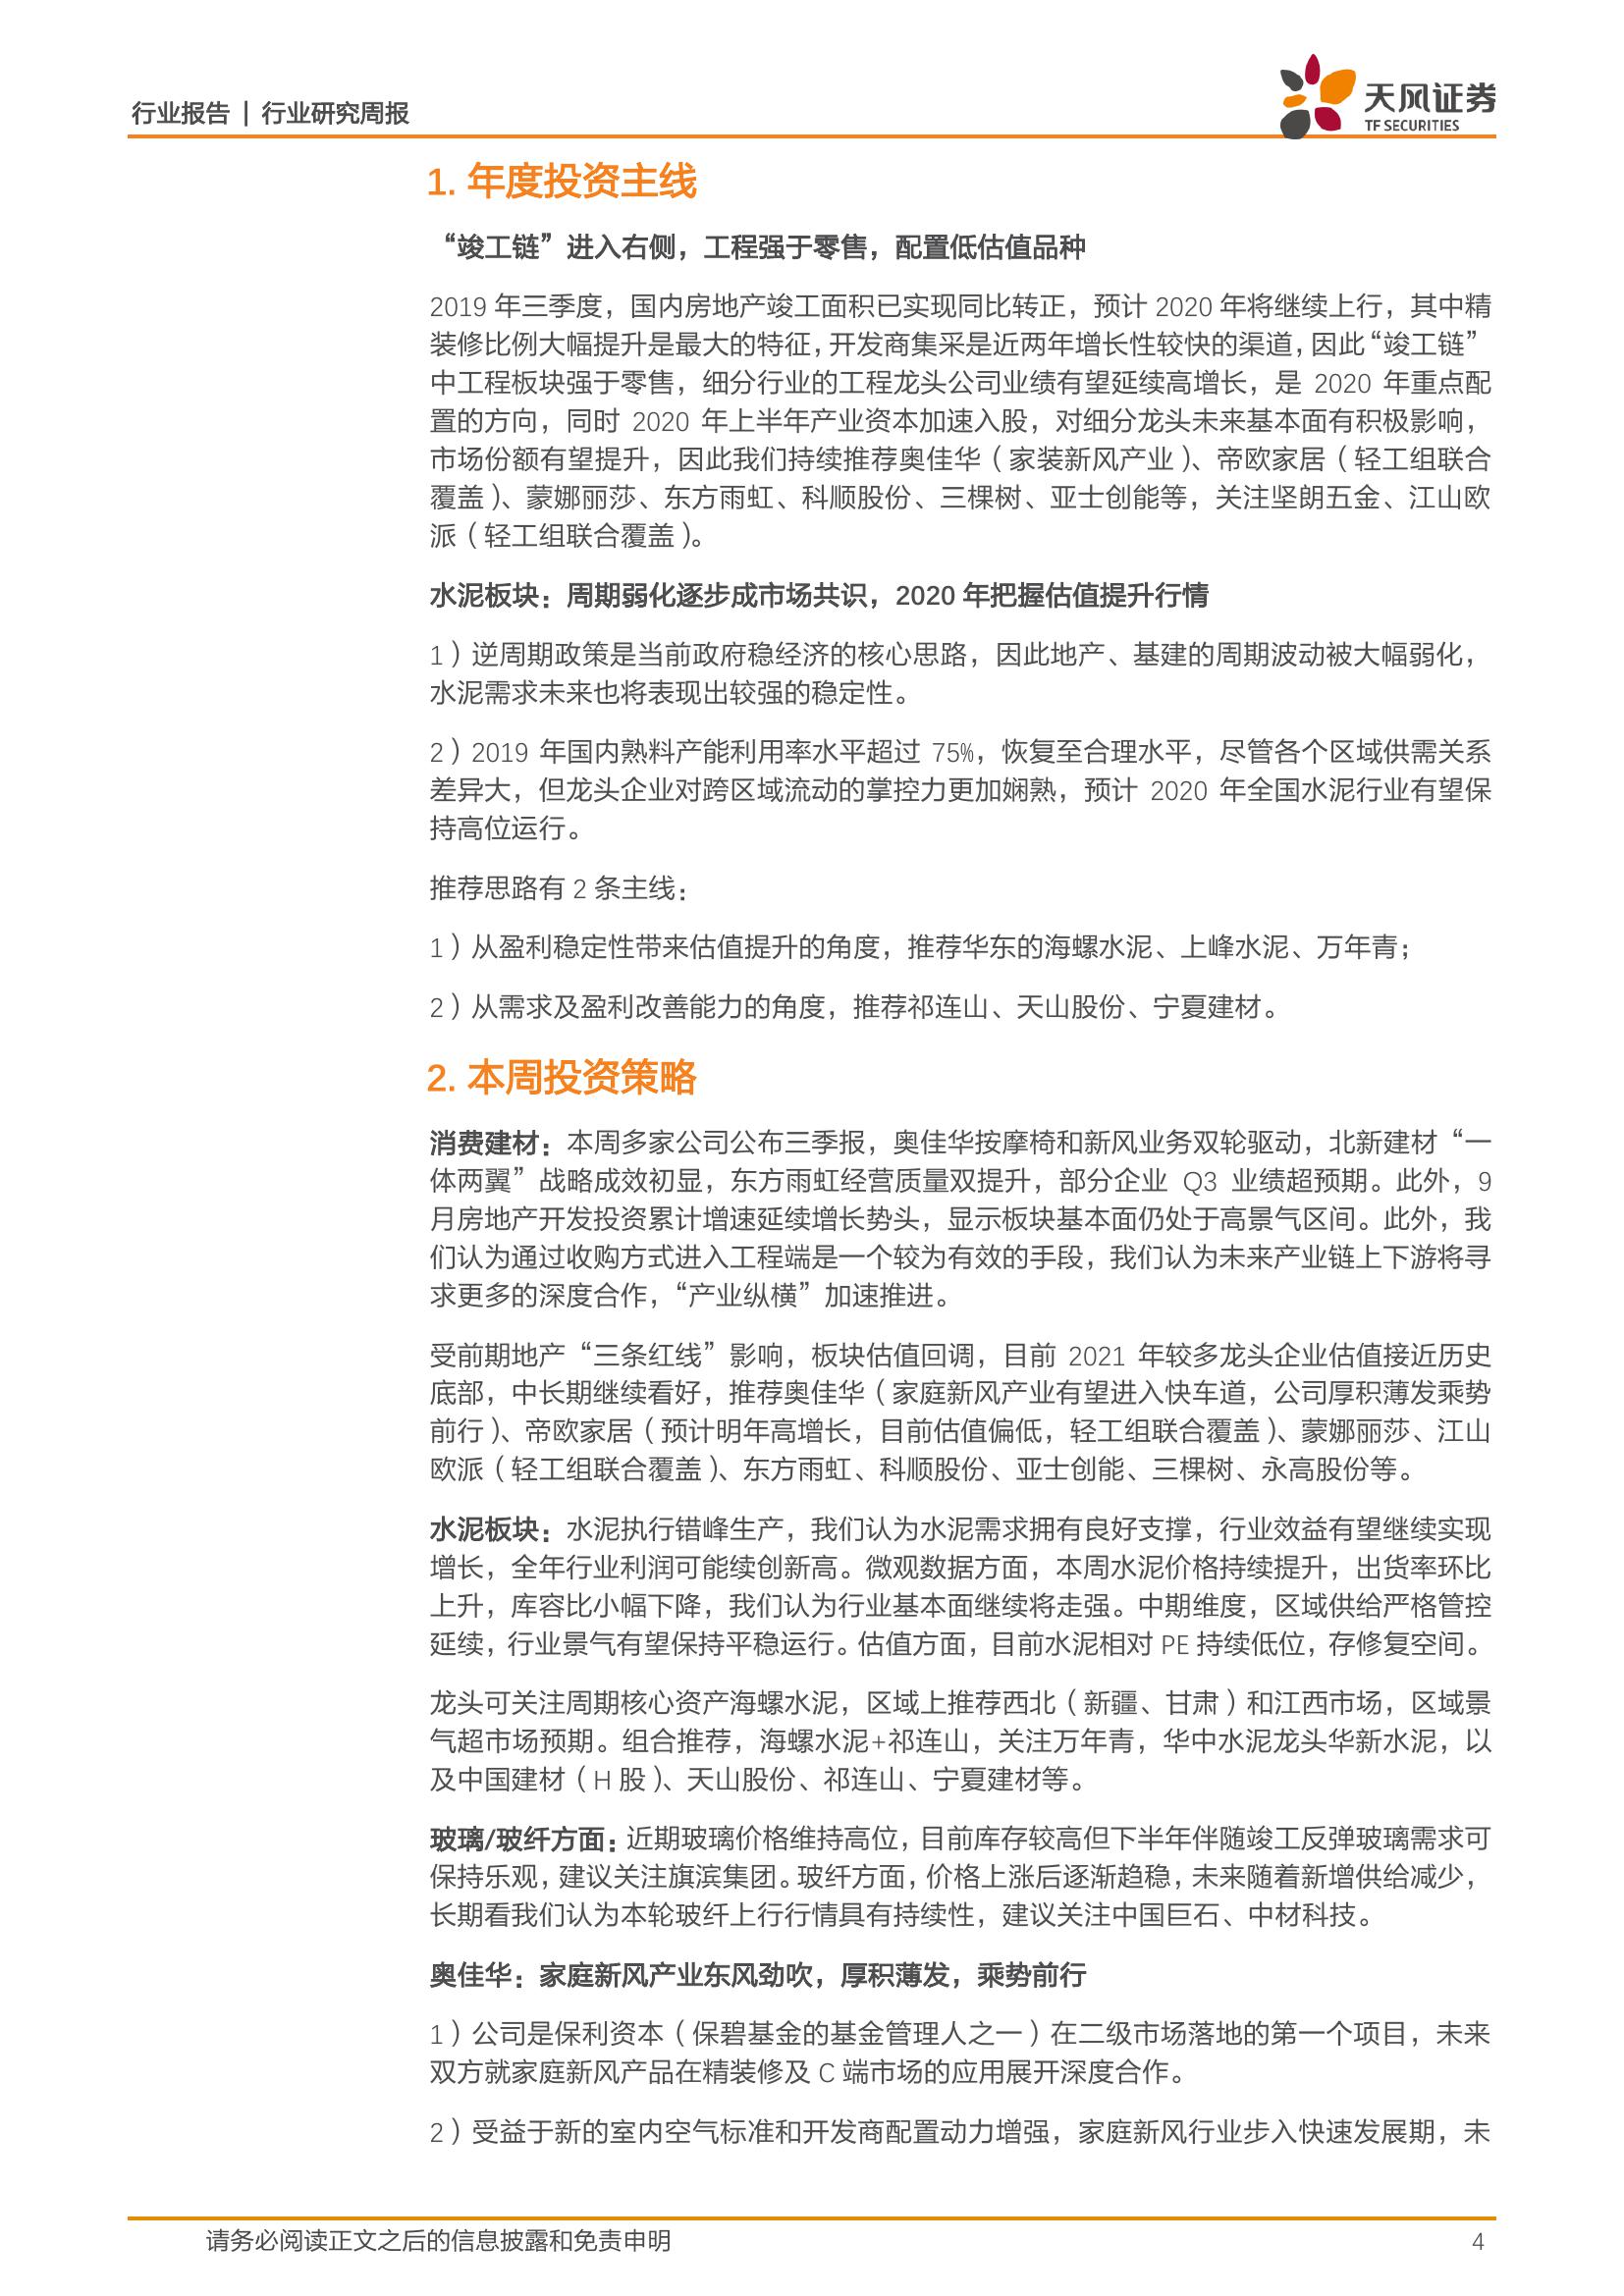 行业报告 | 行业研究周报
天风证券
TF SECURITIES
1. 年度投资主线
“竣工链”进入右侧，工程强于零售，配置低估值品种
2019 年三季度，国内房地产竣工面积已实现同比转正，预计 2020 年将继续上行，其中精
装修比例大幅提升是最大的特征，开发商集采是近两年增长性较快的渠道，因此“竣工链”
中工程板块强于零售，细分行业的工程龙头公司业绩有望延续高增长，是 2020 年重点配
置的方向，同时 2020 年上半年产业资本加速入股，对细分龙头未来基本面有积极影响，
市场份额有望提升，因此我们持续推荐奥佳华（家装新风产业）、帝欧家居（轻工组联合
覆盖）、蒙娜丽莎、东方雨虹、科顺股份、三棵树、亚士创能等，关注坚朗五金、江山欧
派（轻工组联合覆盖）。
水泥板块：周期弱化逐步成市场共识，2020 年把握估值提升行情
1）逆周期政策是当前政府稳经济的核心思路，因此地产、基建的周期波动被大幅弱化，
水泥需求未来也将表现出较强的稳定性。
2）2019 年国内熟料产能利用率水平超过 75%，恢复至合理水平，尽管各个区域供需关系
差异大，但龙头企业对跨区域流动的掌控力更加娴熟，预计 2020 年全国水泥行业有望保
持高位运行。
推荐思路有 2 条主线：
1）从盈利稳定性带来估值提升的角度，推荐华东的海螺水泥、上峰水泥、万年青；
2）从需求及盈利改善能力的角度，推荐祁连山、天山股份、宁夏建材。
2. 本周投资策略
消费建材：本周多家公司公布三季报，奥佳华按摩椅和新风业务双轮驱动，北新建材“一
体两翼”战略成效初显，东方雨虹经营质量双提升，部分企业 Q3 业绩超预期。此外，9
月房地产开发投资累计增速延续增长势头，显示板块基本面仍处于高景气区间。此外，我
们认为通过收购方式进入工程端是一个较为有效的手段，我们认为未来产业链上下游将寻
求更多的深度合作，“产业纵横”加速推进。
受前期地产“三条红线”影响，板块估值回调，目前 2021 年较多龙头企业估值接近历史
底部，中长期继续看好，推荐奥佳华（家庭新风产业有望进入快车道，公司厚积薄发乘势
前行）、帝欧家居（预计明年高增长，目前估值偏低，轻工组联合覆盖）、蒙娜丽莎、江山
欧派（轻工组联合覆盖）、东方雨虹、科顺股份、亚士创能、三棵树、永高股份等。
水泥板块：水泥执行错峰生产，我们认为水泥需求拥有良好支撑，行业效益有望继续实现
增长，全年行业利润可能续创新高。微观数据方面，本周水泥价格持续提升，出货率环比
上升，库容比小幅下降，我们认为行业基本面继续将走强。中期维度，区域供给严格管控
延续，行业景气有望保持平稳运行。估值方面，目前水泥相对 PE 持续低位，存修复空间。
龙头可关注周期核心资产海螺水泥，区域上推荐西北（新疆、甘肃）和江西市场，区域景
气超市场预期。组合推荐，海螺水泥+祁连山，关注万年青，华中水泥龙头华新水泥，以
及中国建材（H 股）、天山股份、祁连山、宁夏建材等。
玻璃/玻纤方面：近期玻璃价格维持高位，目前库存较高但下半年伴随竣工反弹玻璃需求可
保持乐观，建议关注旗滨集团。玻纤方面，价格上涨后逐渐趋稳，未来随着新增供给减少，
长期看我们认为本轮玻纤上行行情具有持续性，建议关注中国巨石、中材科技。
奥佳华：家庭新风产业东风劲吹，厚积薄发，乘势前行
1）公司是保利资本（保碧基金的基金管理人之一）在二级市场落地的第一个项目，未来
双方就家庭新风产品在精装修及 C 端市场的应用展开深度合作。
2）受益于新的室内空气标准和开发商配置动力增强，家庭新风行业步入快速发展期，未
请务必阅读正文之后的信息披露和免责申明
4